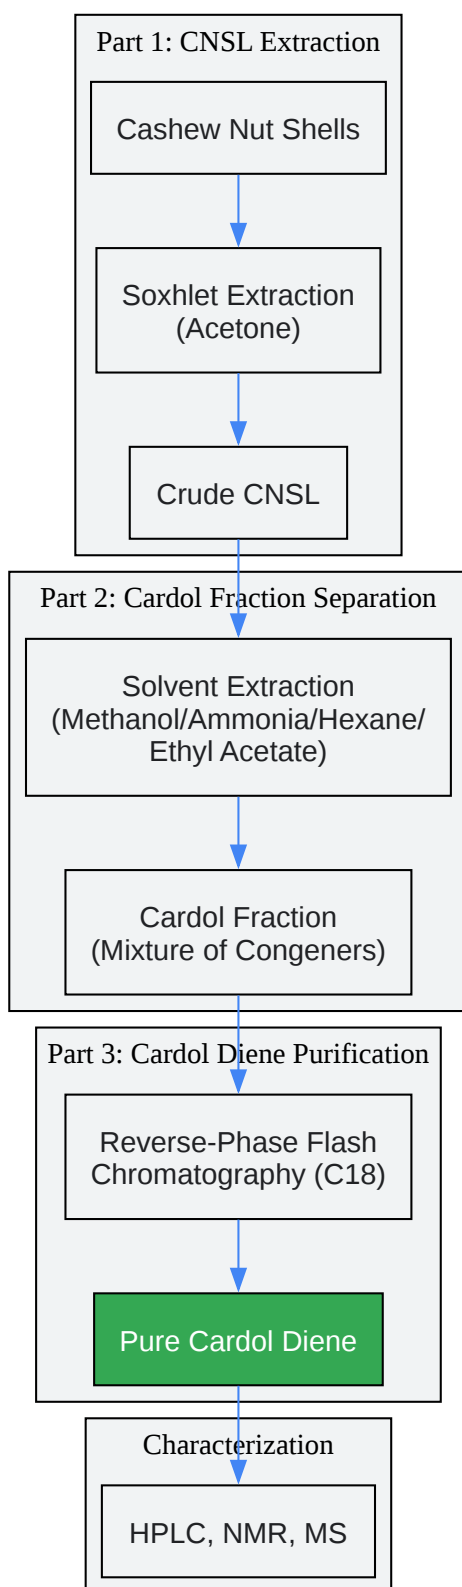 Part 1: CNSL Extraction
Cashew Nut Shells
Soxhlet Extraction
(Acetone)
Crude CNSL
Part 2: Cardol Fraction Separation
Solvent Extraction
(Methanol/Ammonia/Hexane/
Ethyl Acetate)
Cardol Fraction
(Mixture of Congeners)
Part 3: Cardol Diene Purification
Reverse-Phase Flash
Chromatography (C18)
Pure Cardol Diene
Characterization
HPLC, NMR, MS